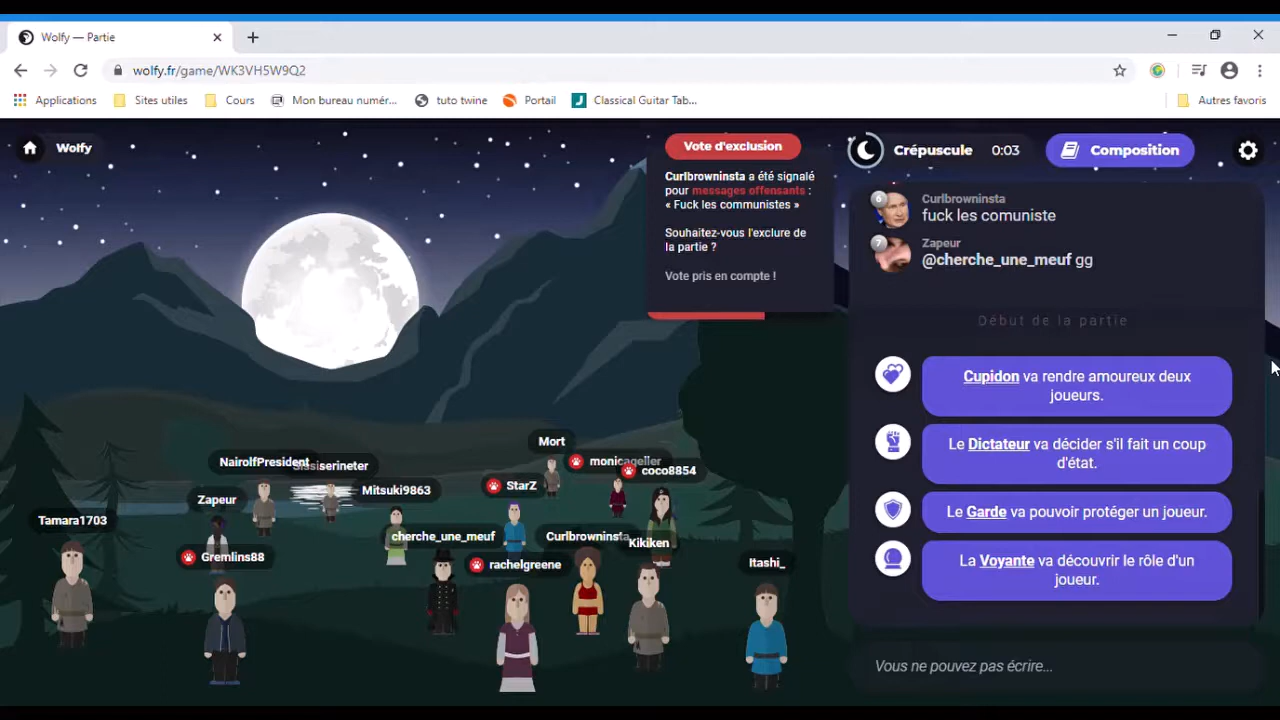 Wolfy — Partie
wolfy.fr/game/WK3VH5W9Q2
Applications
Sites utiles
Cours
Mon bureau numér...
tuto twine
Portail
Classical Guitar Tab...
Autres favoris
Wolfy
Vote d'exclusion
Curlbrowninsta a été signalé
pour messages offensants :
« Fuck les communistes »
Souhaitez-vous l'exclure de
la partie ?
Vote pris en compte !
Crépuscule 0:03
Composition
6
Curlbrowninsta
fuck les comuniste
7
Zapeur
@cherche_une_meuf gg
Début de la partie
Cupidon va rendre amoureux deux
joueurs.
Le Dictateur va décider s'il fait un coup
d'état.
Le Garde va pouvoir protéger un joueur.
La Voyante va découvrir le rôle d'un
joueur.
Vous ne pouvez pas écrire...
Mort
NairolfPresident
monicageller
coco8854
Mitsuki9863
StarZ
Zapeur
Tamara1703
cherche_une_meuf
Curlbrowninsta
Kikiken
Gremlins88
rachelgreene
Itashi_